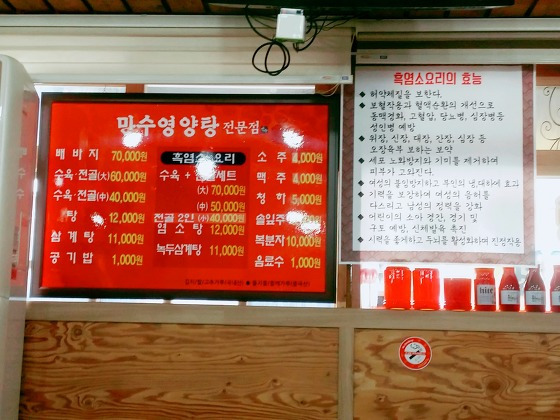 만수영양탕 전문점
배바지 70,000원
수육·전골(大) 60,000원
수육·전골(中) 40,000원
탕 12,000원
삼계탕 11,000원
공기밥 1,000원
흑염소요리
수육 + 세트
(大) 70,000원
(中) 50,000원
전골 2인 (小) 40,000원
염소탕 12,000원
녹두삼계탕 11,000원
소주 4,000원
맥주 4,000원
청하 5,000원
솔잎주
복분자 10,000원
음료수 1,000원
흑염소요리의 효능
◆ 허약체질을 보한다.
◆ 보혈작용과 혈액순환의 개선으로
동맥경화, 고혈압, 당뇨병, 심장병등
성인병 예방
◆ 위장, 신장, 대장, 간장, 심장 등
오장육부 보하는 보약
◆ 세포 노화방지와 기미를 제거하여
피부가 고와진다.
◆ 여성의 불임방지하고 부인의 냉,대하에 효과
◆ 기력을 보강하여 여성의 음허를
다스리고 남성의 정력을 강화
◆ 어린이의 소아 경간, 경기 및
구토 예방, 신체발육 촉진
◆ 시력을 좋게하고 두뇌를 활성화하며 진정작용